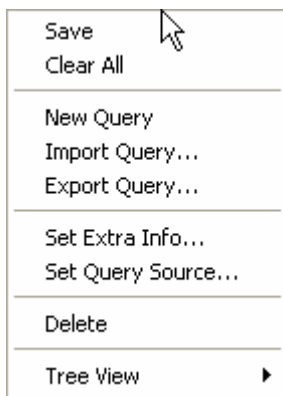 Save
Clear All
New Query
Import Query...
Export Query...
Set Extra Info...
Set Query Source...
Delete
Tree View